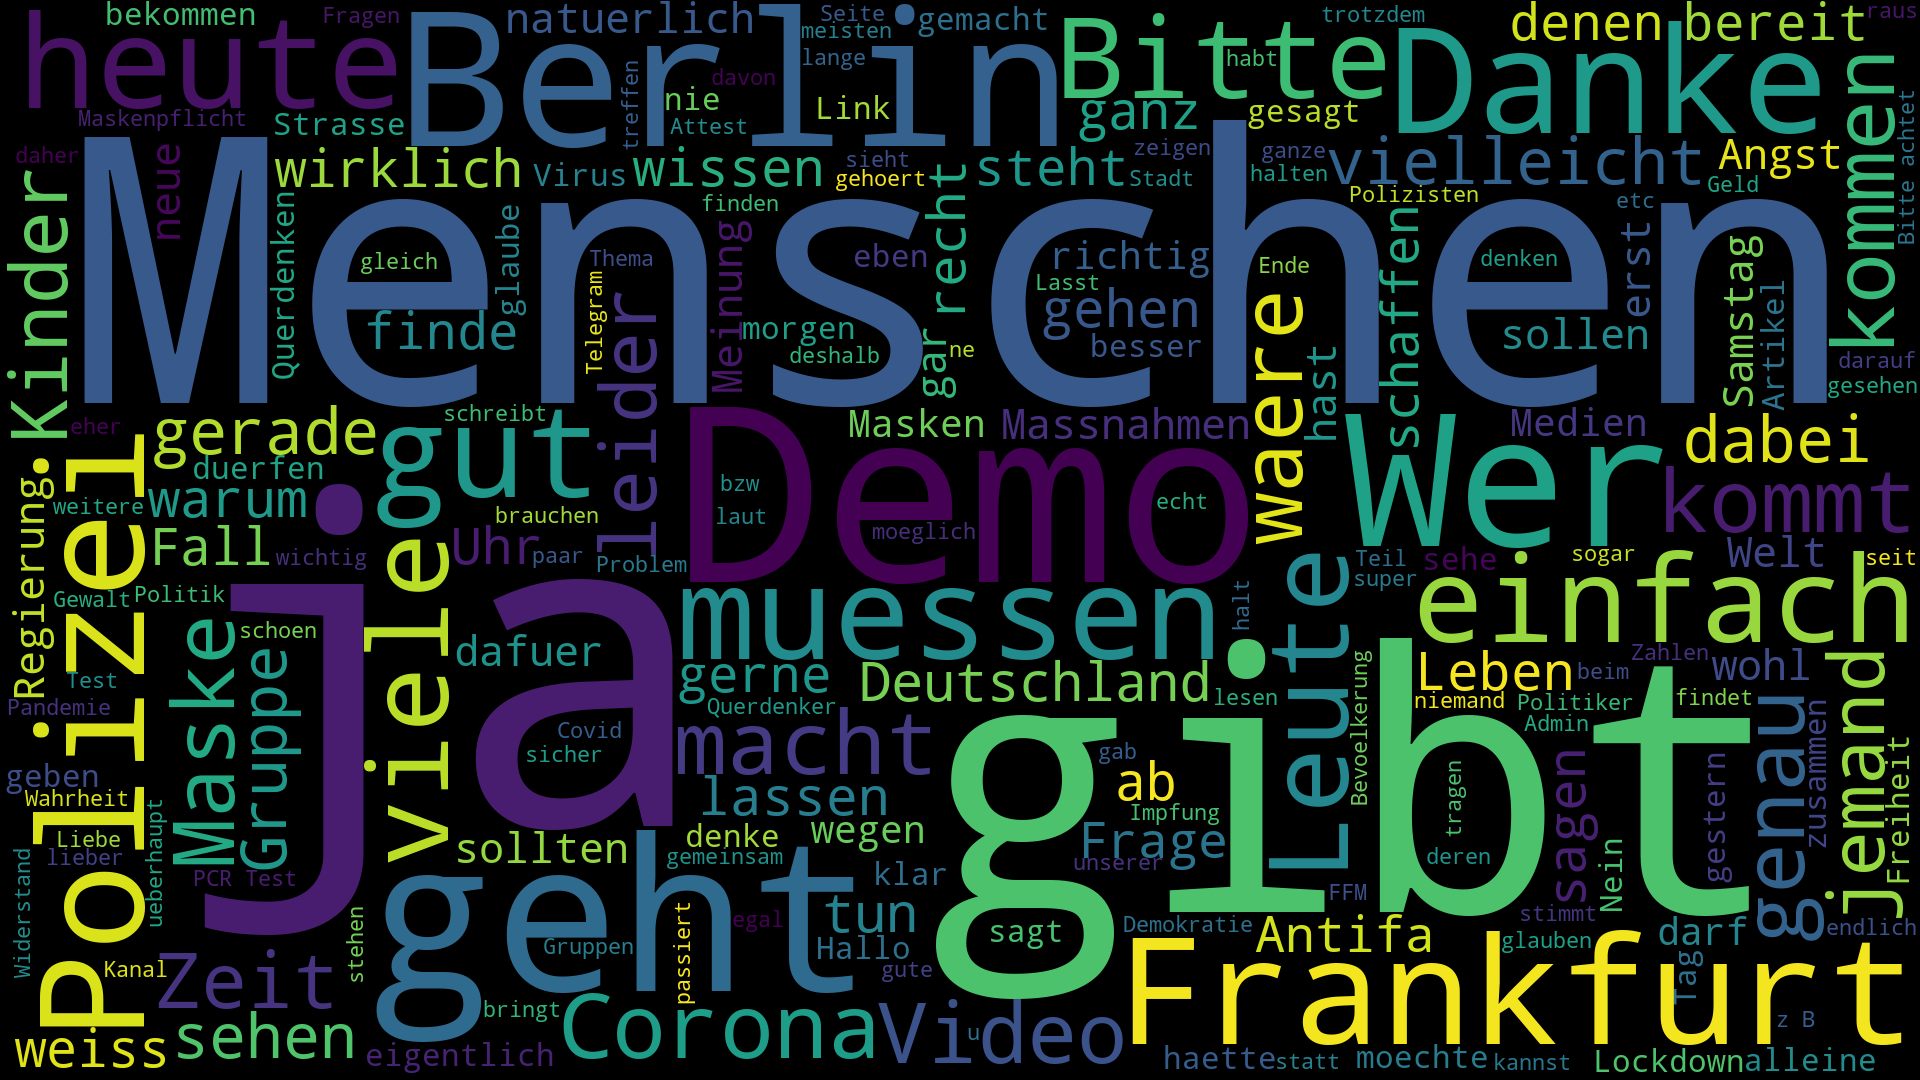 bekommen
Fragen
natuerlich
Seite
meisten
gemacht
trotzdem
denen
bereit
raus
heute
Berlin
Bitte
Danke
lange
habt
davon
treffen
nie
Link
ganz
gesagt
kommen
Bitte achtet
Maskenpflicht
Strasse
Attest
daher
neue
wirklich
Virus
wissen
sieht
gehoert
steht
zeigen
Stadt
ganze
halten
vielleicht
Angst
Geld
Polizisten
etc
Kinder
Menschen
Querdenken
glaube
finden
recht
gar
gleich
Thema
Telegram
Meinung
eben
richtig
Lasst
Ende
schaffen
denken
erst
Samstag
Artikel
finde
leider
morgen
deshalb
ne
gehen
besser
waere
hast
sollen
darauf
gesehen
eher
gerade
schreibt
gut
Demo
Masken
Massnahmen
Wer
Medien
dabei
duerfen
weitere
warum
Regierung
Polizei
bzw
laut
echt
moeglich
kommt
brauchen
Fall
wichtig
viele
Uhr
paar
Problem
Leute
Teil
super
sehe
sogar
Welt
seit
Ja
Gewalt
Politik
muessen
halt
einfach
schoen
Maske
Gruppe
dafuer
gerne
Deutschland
lesen
Bevoelkerung
Leben
beim
Zahlen
wohl
jemand
Test
Pandemie
Querdenker
gibt
niemand
Politiker
findet
Admin
zusammen
Covid
sicher
macht
gab
ab
genau
Freiheit
geben
Wahrheit
ueberhaupt
lassen
Impfung
tragen
sagen
gestern
Liebe
lieber
sollten
denke
wegen
Frage
gemeinsam
unserer
deren
Nein
Widerstand
PCR Test
geht
klar
FFM
stehen
passiert
egal
tun
sagt
Demokratie
stimmt
endlich
Gruppen
Hallo
Antifa
glauben
darf
Tag
Kanal
Zeit
gute
Frankfurt
bringt
Corona
Video
u
z B
weiss
sehen
eigentlich
haette
statt
moechte
kannst
Lockdown
alleine